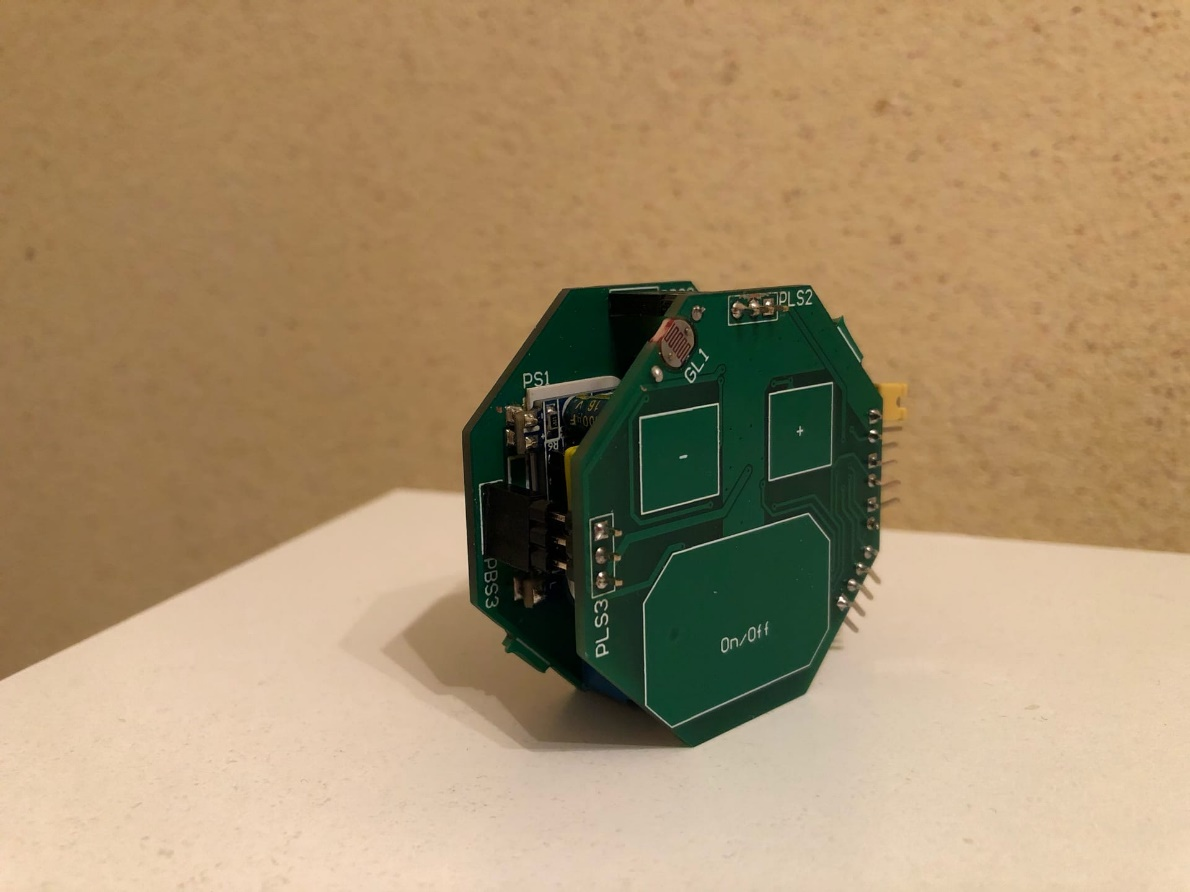 PLS2
PS1
GL1
-
+
PBS3
PLS3
On/Off